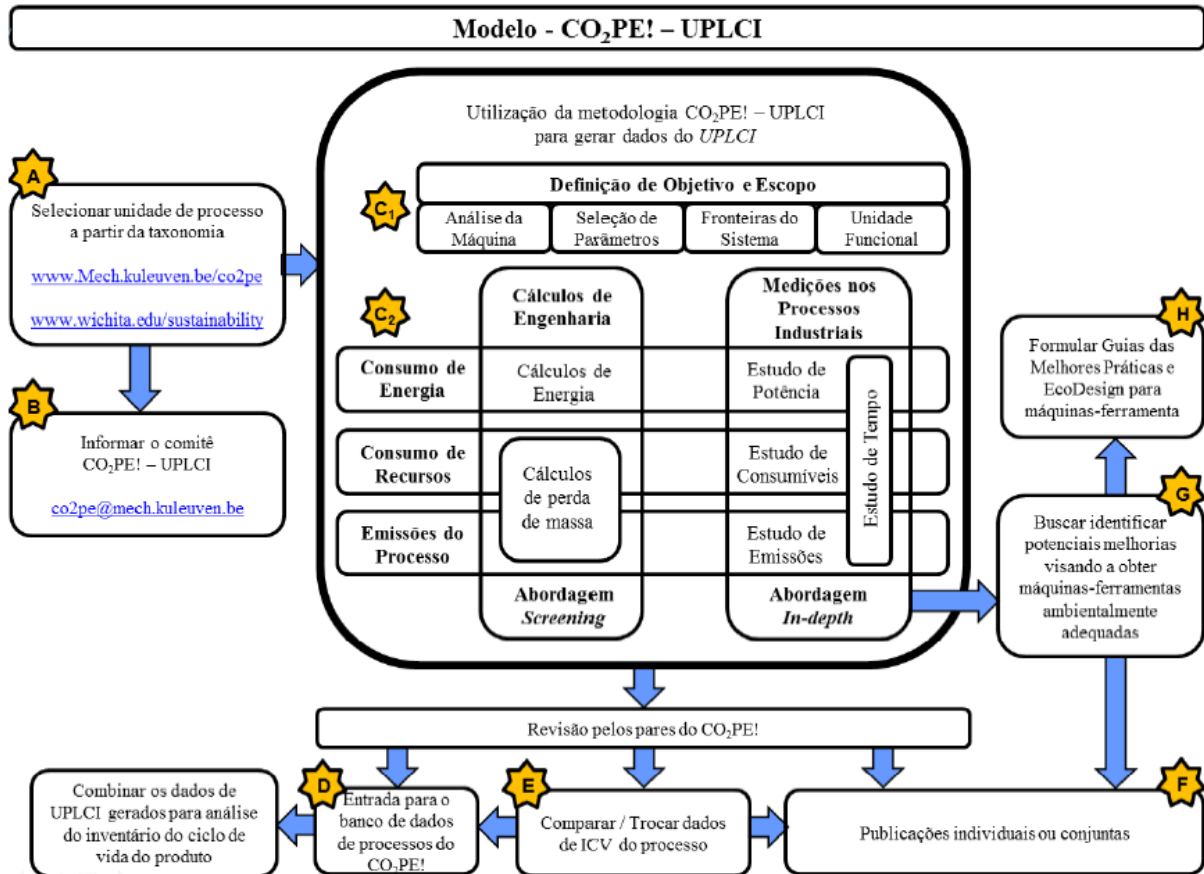 Modelo - CO₂PE! – UPLCI
Utilização da metodologia CO₂PE! – UPLCI
para gerar dados do UPLCI
A
Selecionar unidade de processo
a partir da taxonomia
www.Mech.kuleuven.be/co2pe
www.wichita.edu/sustainability
B
Informar o comitê
CO₂PE! – UPLCI
co2pe@mech.kuleuven.be
C₁
Definição de Objetivo e Escopo
Análise da
Máquina
Seleção de
Parâmetros
Fronteiras do
Sistema
Unidade
Funcional
C₂
Cálculos de
Engenharia
Medições nos
Processos
Industriais
Consumo de
Energia
Cálculos de
Energia
Estudo de
Potência
Consumo de
Recursos
Cálculos
de perda
de massa
Estudo de
Consumíveis
Estudo de Tempo
Emissões do
Processo
Estudo de
Emissões
Abordagem
Screening
Abordagem
In-depth
H
Formular Guias das
Melhores Práticas e
EcoDesign para
máquinas-ferramenta
G
Buscar identificar
potenciais melhorias
visando a obter
máquinas-ferramentas
ambientalmente
adequadas
Revisão pelos pares do CO₂PE!
Combinar os dados de
UPLCI gerados para análise
do inventário do ciclo de
vida do produto
D
Entrada para o
banco de dados
de processos do
CO₂PE!
E
Comparar / Trocar dados
de ICV do processo
F
Publicações individuais ou conjuntas